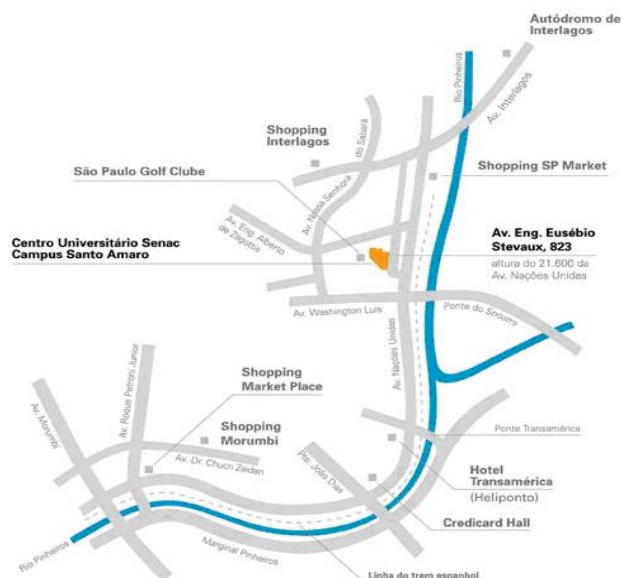 Autódromo de
Interlagos
Rio Pinheiros
Av. Interlagos
Shopping
Interlagos
do Sabará
Av. Nossa Senhora
São Paulo Golf Clube
Shopping SP Market
Av. Eng. Alberto
de Zagottis
Centro Universitário Senac
Campus Santo Amaro
Av. Eng. Eusébio
Stevaux, 823
altura do 21.600 da
Av. Nações Unidas
Av. Washington Luis
Ponte do Socorro
Av. Nações Unidas
Shopping
Market Place
Av. Roque Petroni Junior
Av. Morumbi
Shopping
Morumbi
Av. Dr. Chucri Zaidan
Pte. João Dias
Ponte Transamérica
Hotel
Transamérica
(Heliponto)
Credicard Hall
Rio Pinheiros
Marginal Pinheiros
Linha do trem espanhol